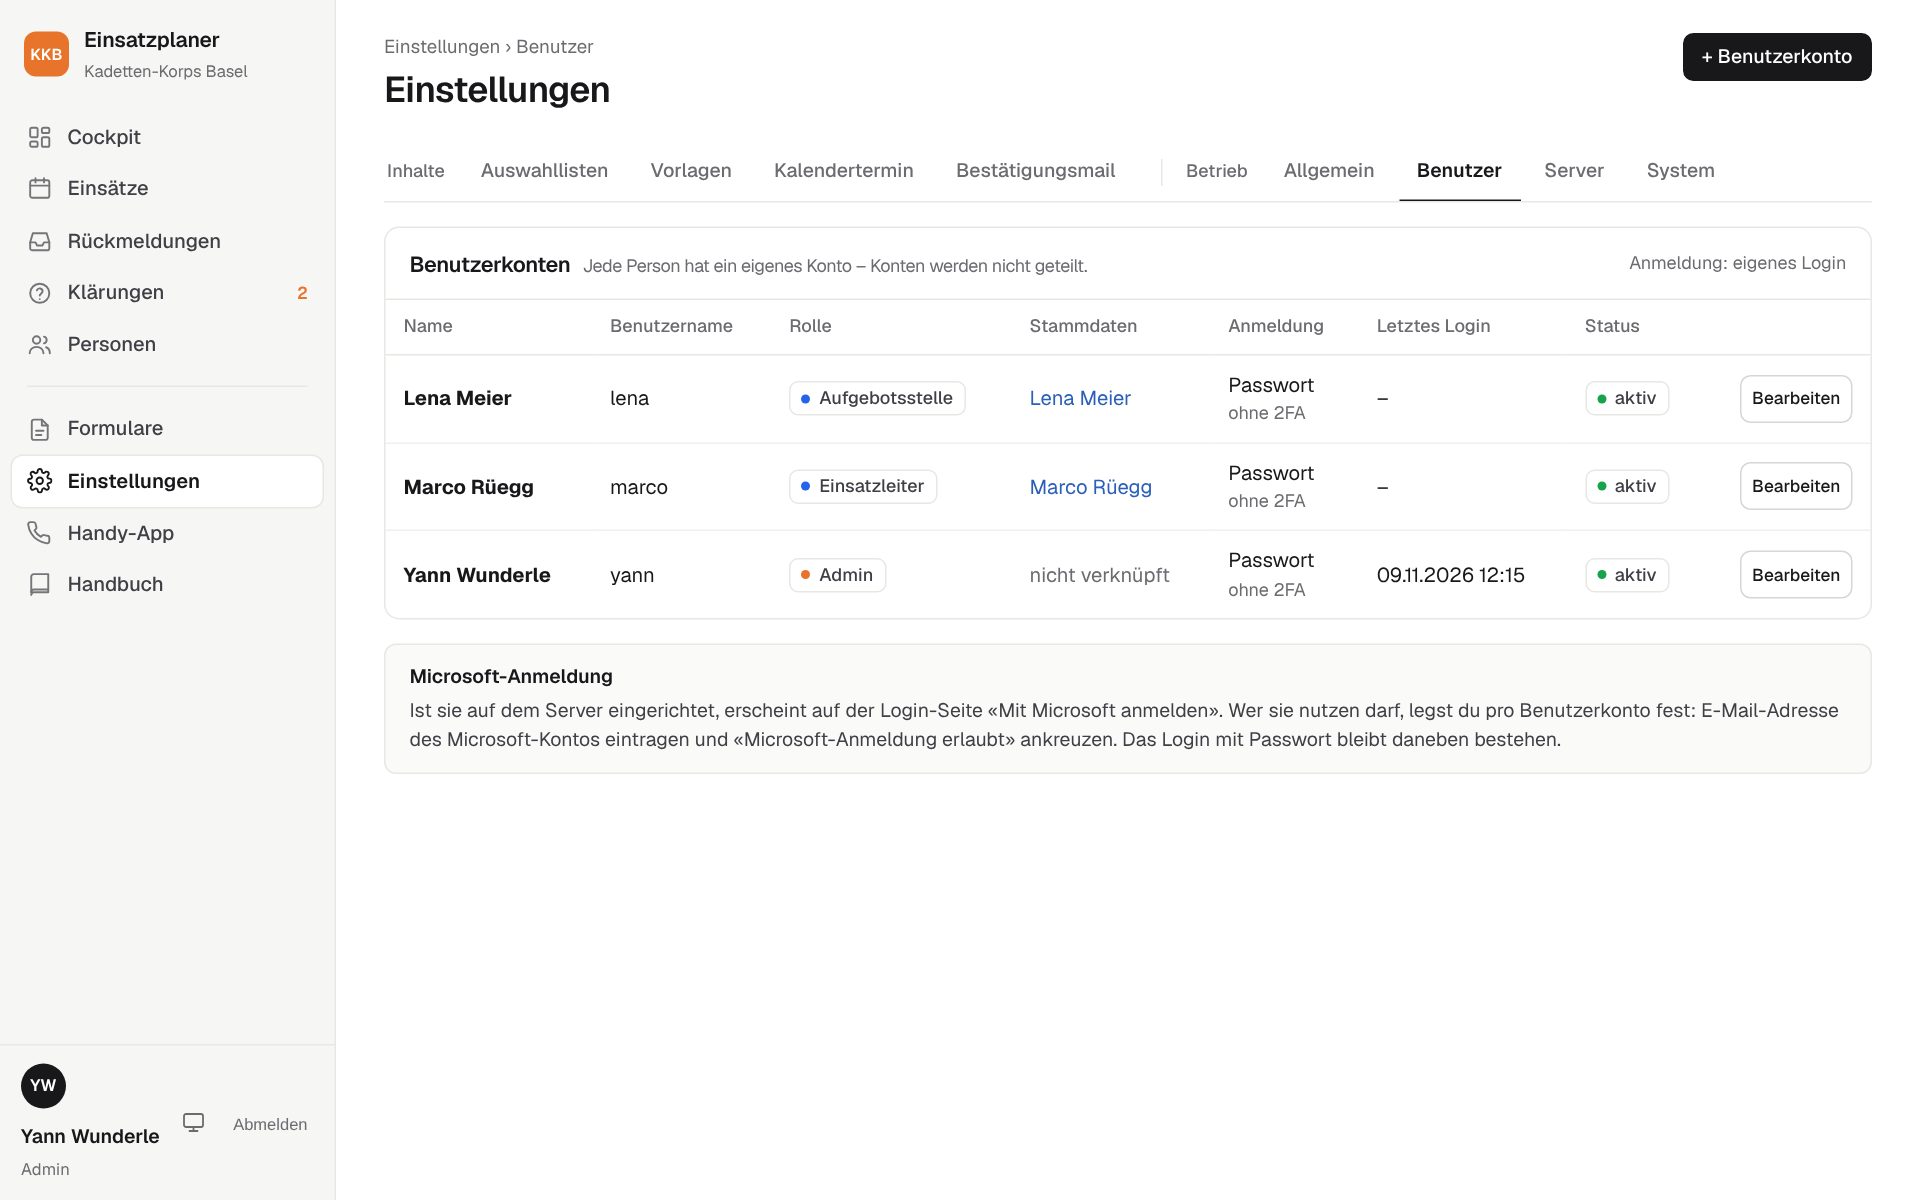 KKB
Einsatzplaner
Kadetten-Korps Basel
Cockpit
Einsätze
Rückmeldungen
Klärungen 2
Personen
Formulare
Einstellungen
Handy-App
Handbuch
YW
Yann Wunderle
Admin
Abmelden
Einstellungen › Benutzer
Einstellungen
+ Benutzerkonto
Inhalte Auswahllisten Vorlagen Kalendertermin Bestätigungsmail Betrieb Allgemein Benutzer Server System
Benutzerkonten Jede Person hat ein eigenes Konto – Konten werden nicht geteilt. Anmeldung: eigenes Login
Name Benutzername Rolle Stammdaten Anmeldung Letztes Login Status
Lena Meier lena Aufgebotsstelle Lena Meier Passwort – aktiv Bearbeiten
ohne 2FA
Marco Rüegg marco Einsatzleiter Marco Rüegg Passwort – aktiv Bearbeiten
ohne 2FA
Yann Wunderle yann Admin nicht verknüpft Passwort 09.11.2026 12:15 aktiv Bearbeiten
ohne 2FA
Microsoft-Anmeldung
Ist sie auf dem Server eingerichtet, erscheint auf der Login-Seite «Mit Microsoft anmelden». Wer sie nutzen darf, legst du pro Benutzerkonto fest: E-Mail-Adresse
des Microsoft-Kontos eintragen und «Microsoft-Anmeldung erlaubt» ankreuzen. Das Login mit Passwort bleibt daneben bestehen.